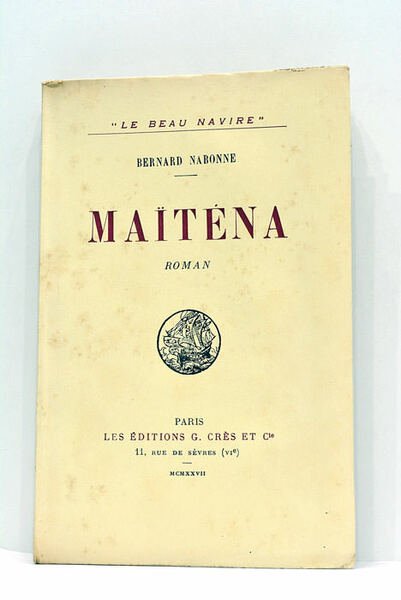 "LE BEAU NAVIRE"
BERNARD NABONNE
MAÏTÉNA
ROMAN
PARIS
LES ÉDITIONS G. CRÈS ET Cie
11, RUE DE SÈVRES (VIe)
MCMXXVII